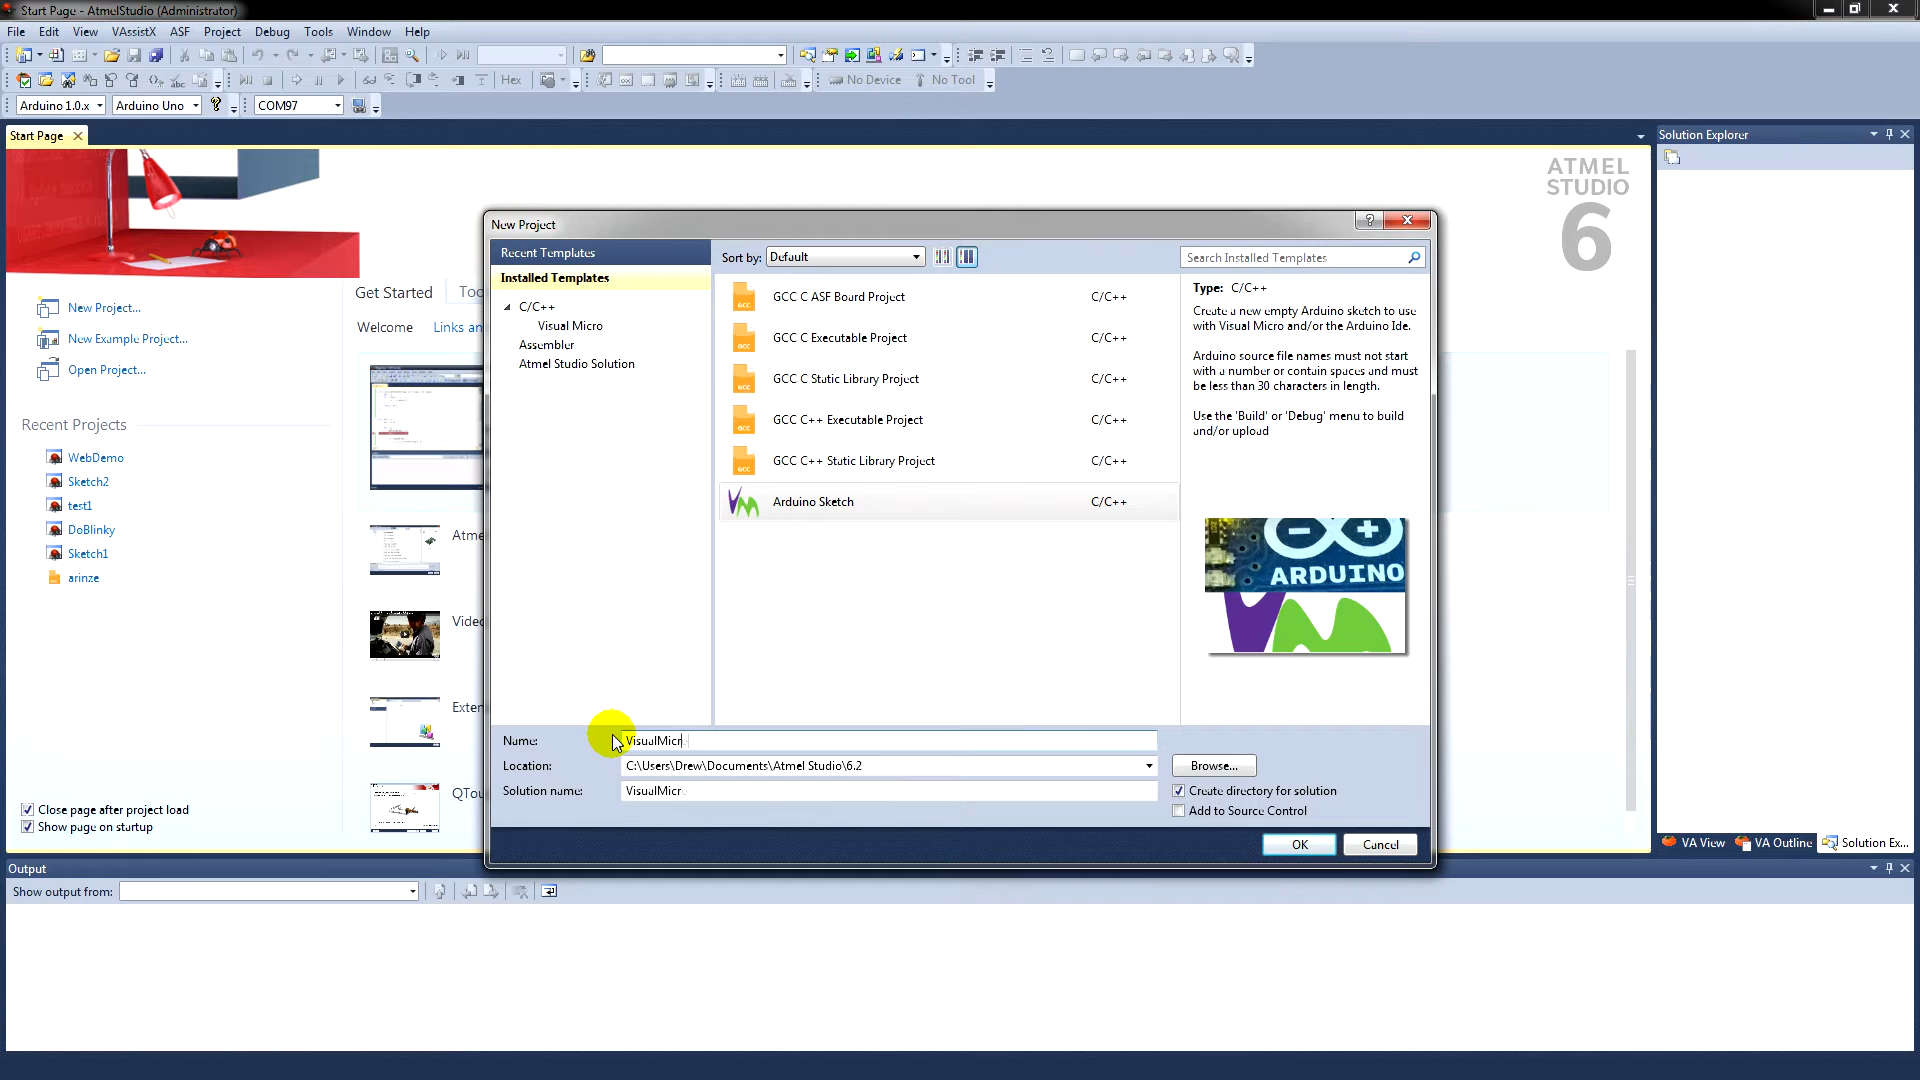 Start Page - AtmelStudio (Administrator)
File Edit View VAssistX ASF Project Debug Tools Window Help
Hex No Device No Tool
Arduino 1.0.x Arduino Uno COM97
Start Page
Solution Explorer
ATMEL
STUDIO
6
New Project...
New Example Project...
Open Project...
Recent Projects
WebDemo
Sketch2
test1
DoBlinky
Sketch1
arinze
Close page after project load
Show page on startup
Get Started
Welcome
New Project
Recent Templates
Installed Templates
C/C++
Visual Micro
Assembler
Atmel Studio Solution
Sort by: Default
Search Installed Templates
GCC C ASF Board Project C/C++
GCC C Executable Project C/C++
GCC C Static Library Project C/C++
GCC C++ Executable Project C/C++
GCC C++ Static Library Project C/C++
Arduino Sketch C/C++
Type: C/C++
Create a new empty Arduino sketch to use
with Visual Micro and/or the Arduino Ide.
Arduino source file names must not start
with a number or contain spaces and must
be less than 30 characters in length.
Use the 'Build' or 'Debug' menu to build
and/or upload
ARDUINO
Name: VisualMicr
Location: C:\Users\Drew\Documents\Atmel Studio\6.2
Browse...
Solution name: VisualMicr
Create directory for solution
Add to Source Control
OK Cancel
VA View VA Outline Solution Ex...
Output
Show output from: